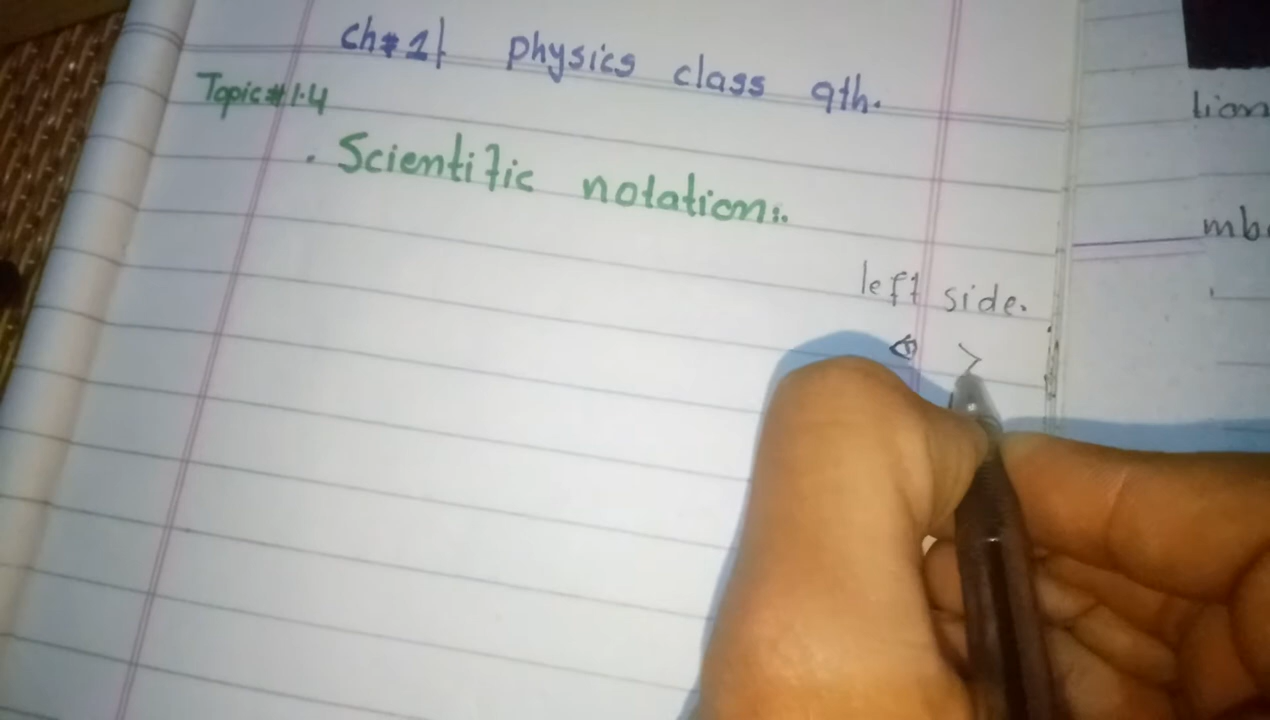 Ch#1| physics class 9th.
Topic#1.4
. Scientific notation:.
left side.
>
tion
mb